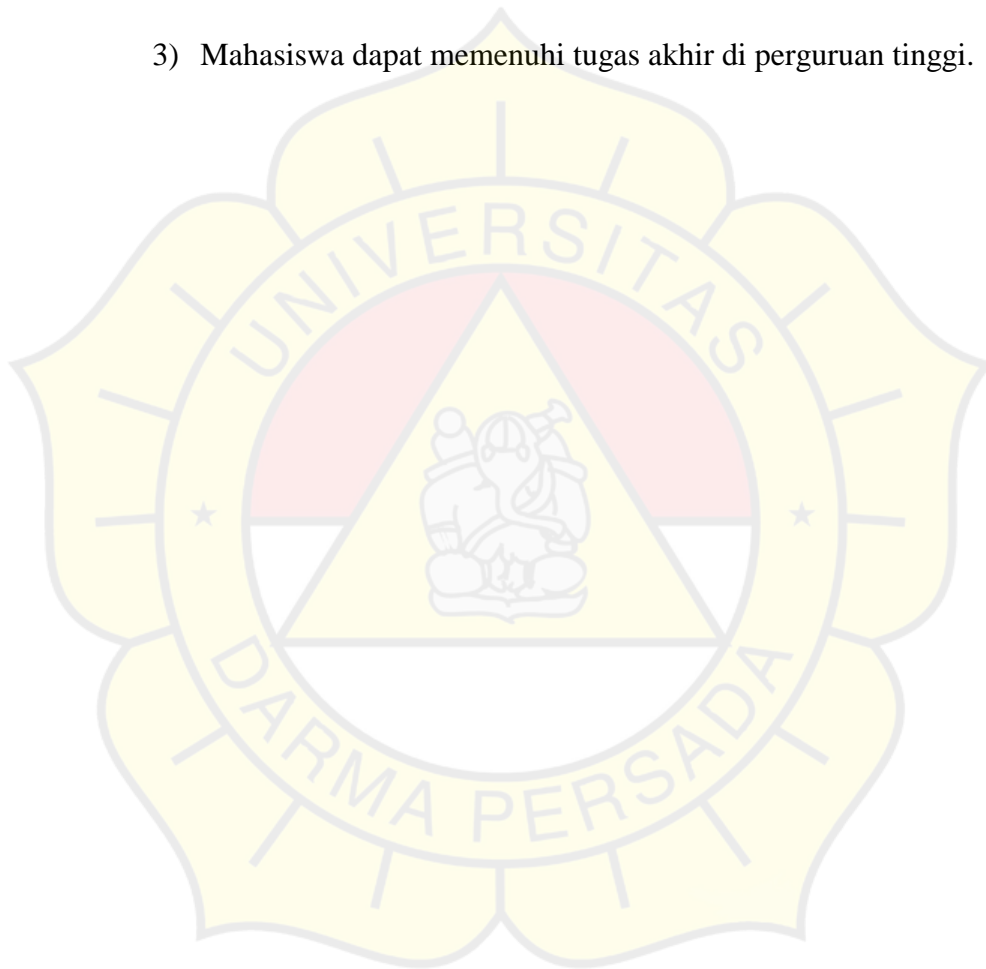 3) Mahasiswa dapat memenuhi tugas akhir di perguruan tinggi.
UNIVERSITAS
DARMA PERSADA